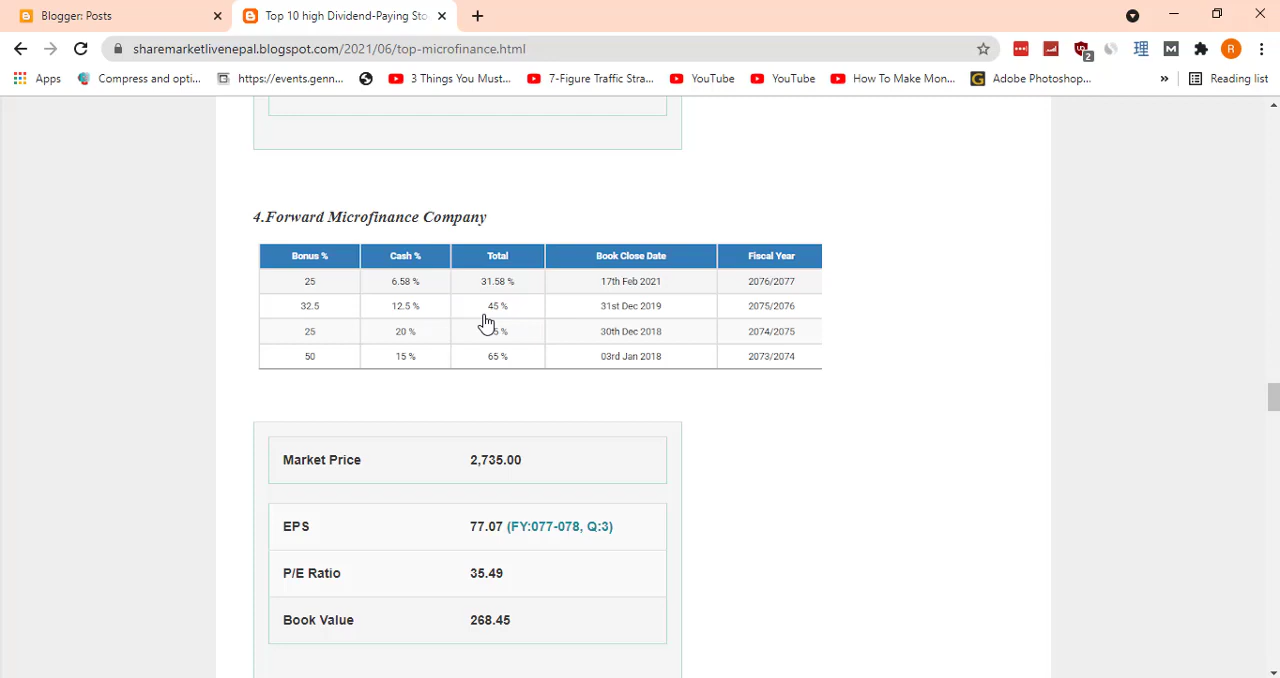 Blogger: Posts
Top 10 high Dividend-Paying Sto
sharemarketlivenepal.blogspot.com/2021/06/top-microfinance.html
2
M
R
Apps
Compress and opti...
https://events.genn...
3 Things You Must...
7-Figure Traffic Stra...
YouTube
YouTube
How To Make Mon...
Adobe Photoshop...
»
Reading list
4.Forward Microfinance Company
Bonus % Cash % Total Book Close Date Fiscal Year
25 6.58 % 31.58 % 17th Feb 2021 2076/2077
32.5 12.5 % 45 % 31st Dec 2019 2075/2076
25 20 % 5 % 30th Dec 2018 2074/2075
50 15 % 65 % 03rd Jan 2018 2073/2074
Market Price 2,735.00
EPS 77.07 (FY:077-078, Q:3)
P/E Ratio 35.49
Book Value 268.45